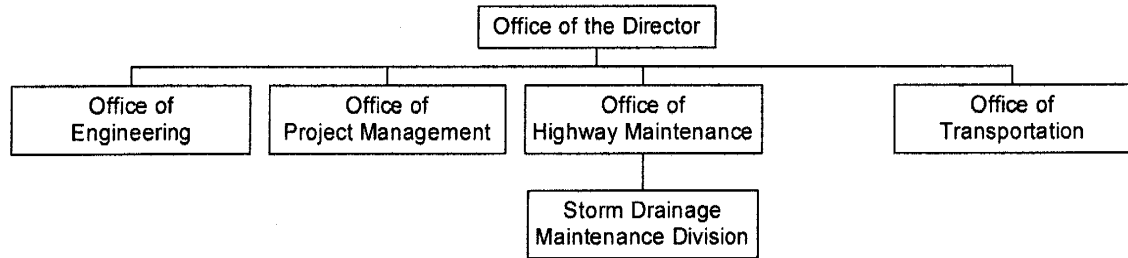 Office of the Director
Office of
Engineering
Office of
Project Management
Office of
Highway Maintenance
Office of
Transportation
Storm Drainage
Maintenance Division